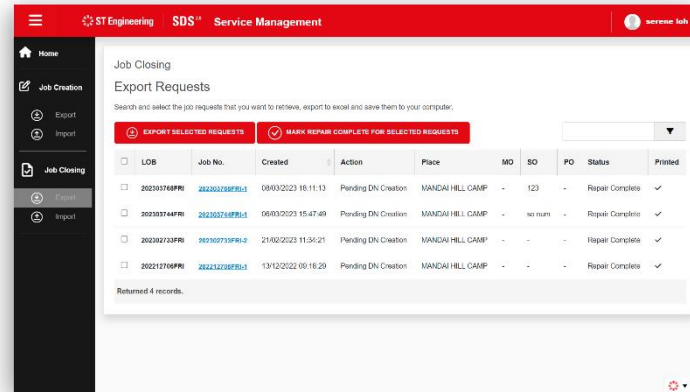 ST Engineering SDS Service Management serene loh
Home
Job Creation
Export
Import
Job Closing
Export
Import
Job Closing
Export Requests
Search and select the job requests that you want to retrieve, export to excel and save them to your computer.
EXPORT SELECTED REQUESTS MARK REPAIR COMPLETE FOR SELECTED REQUESTS
LOB Job No. Created Action Place MO SO PO Status Printed
202303768FRI 202303768FRI-1 08/03/2023 18:11:13 Pending DN Creation MANDAI HILL CAMP - 123 - Repair Complete ✓
202303744FRI 202303744FRI-1 06/03/2023 15:47:49 Pending DN Creation MANDAI HILL CAMP - so num - Repair Complete ✓
202302733FRI 202302733FRI-2 21/02/2023 11:34:21 Pending DN Creation MANDAI HILL CAMP - - - Repair Complete ✓
202212706FRI 202212706FRI-1 13/12/2022 09:18:29 Pending DN Creation MANDAI HILL CAMP - - - Repair Complete ✓
Returned 4 records.